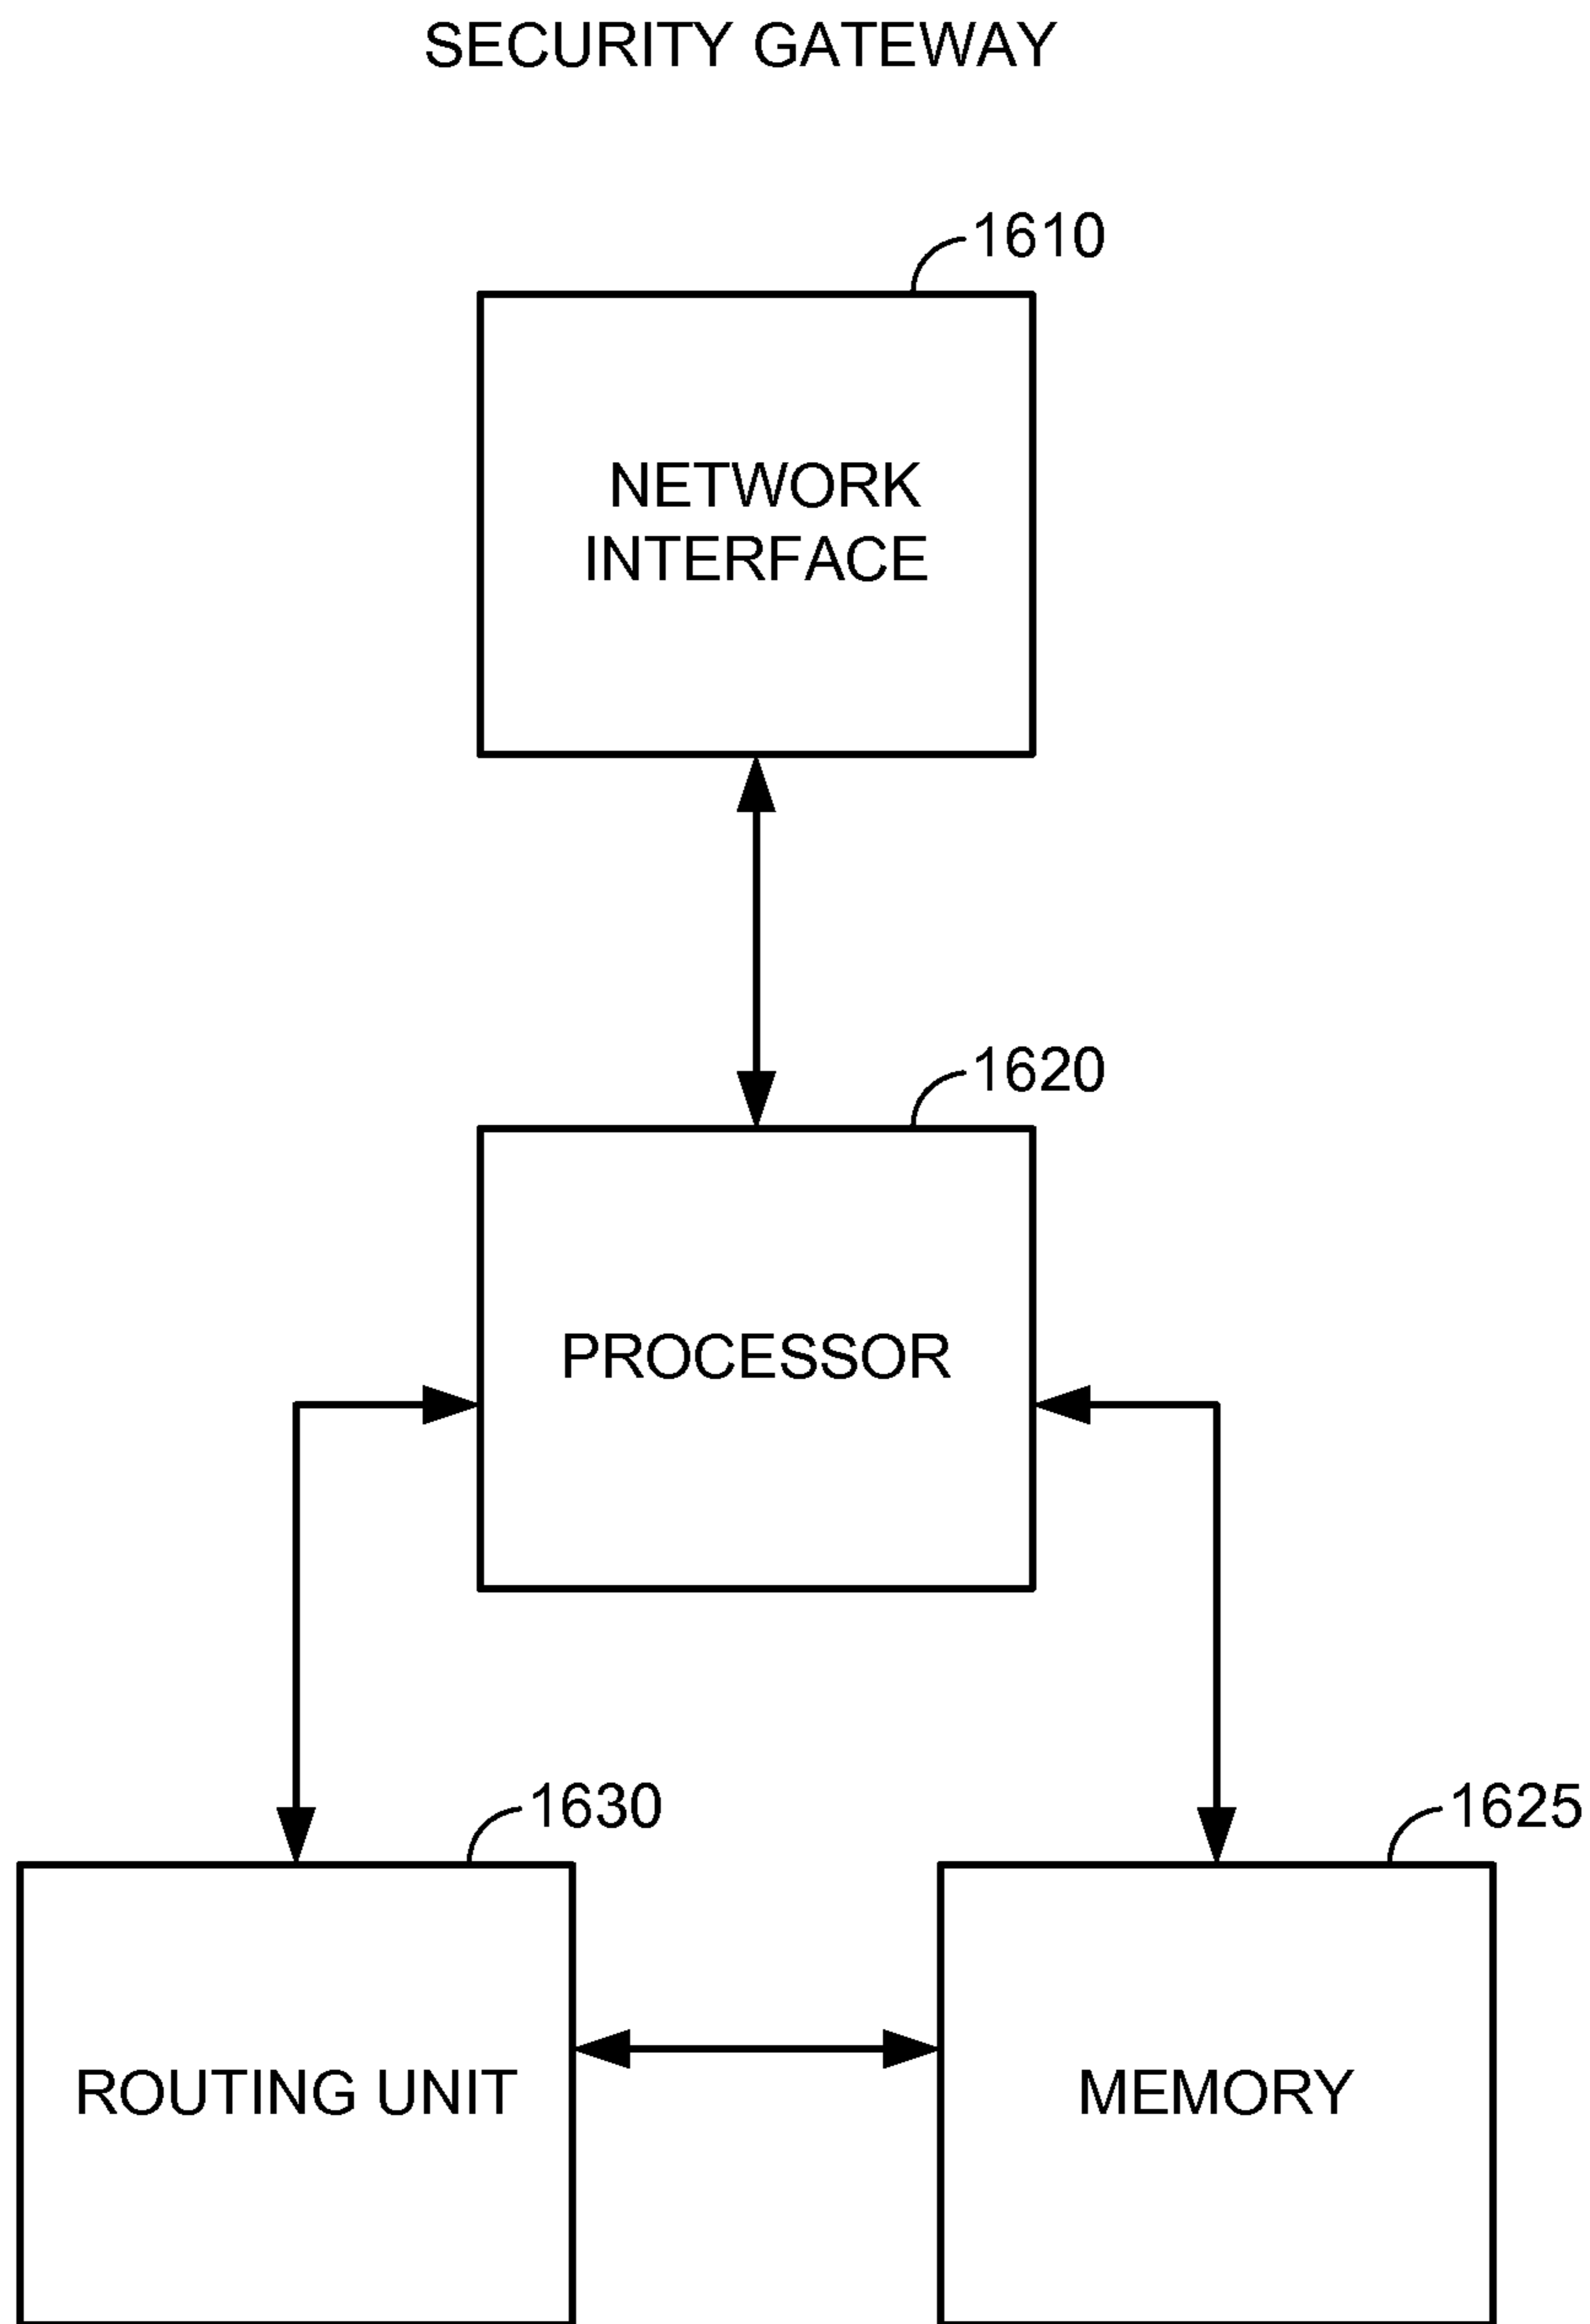 SECURITY GATEWAY
1610
NETWORK
INTERFACE
1620
PROCESSOR
1630
1625
ROUTING UNIT
MEMORY